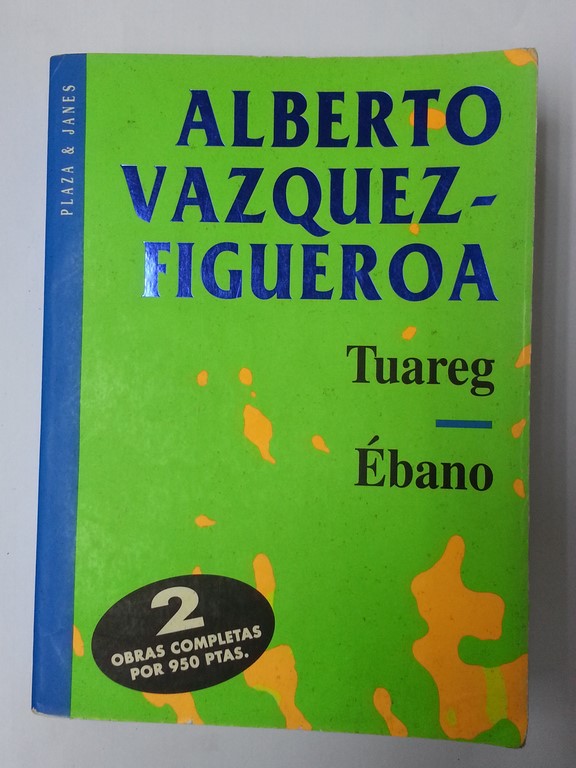 PLAZA & JANES
ALBERTO
VAZQUEZ-
FIGUEROA
Tuareg
Ébano
2
OBRAS COMPLETAS
POR 950 PTAS.